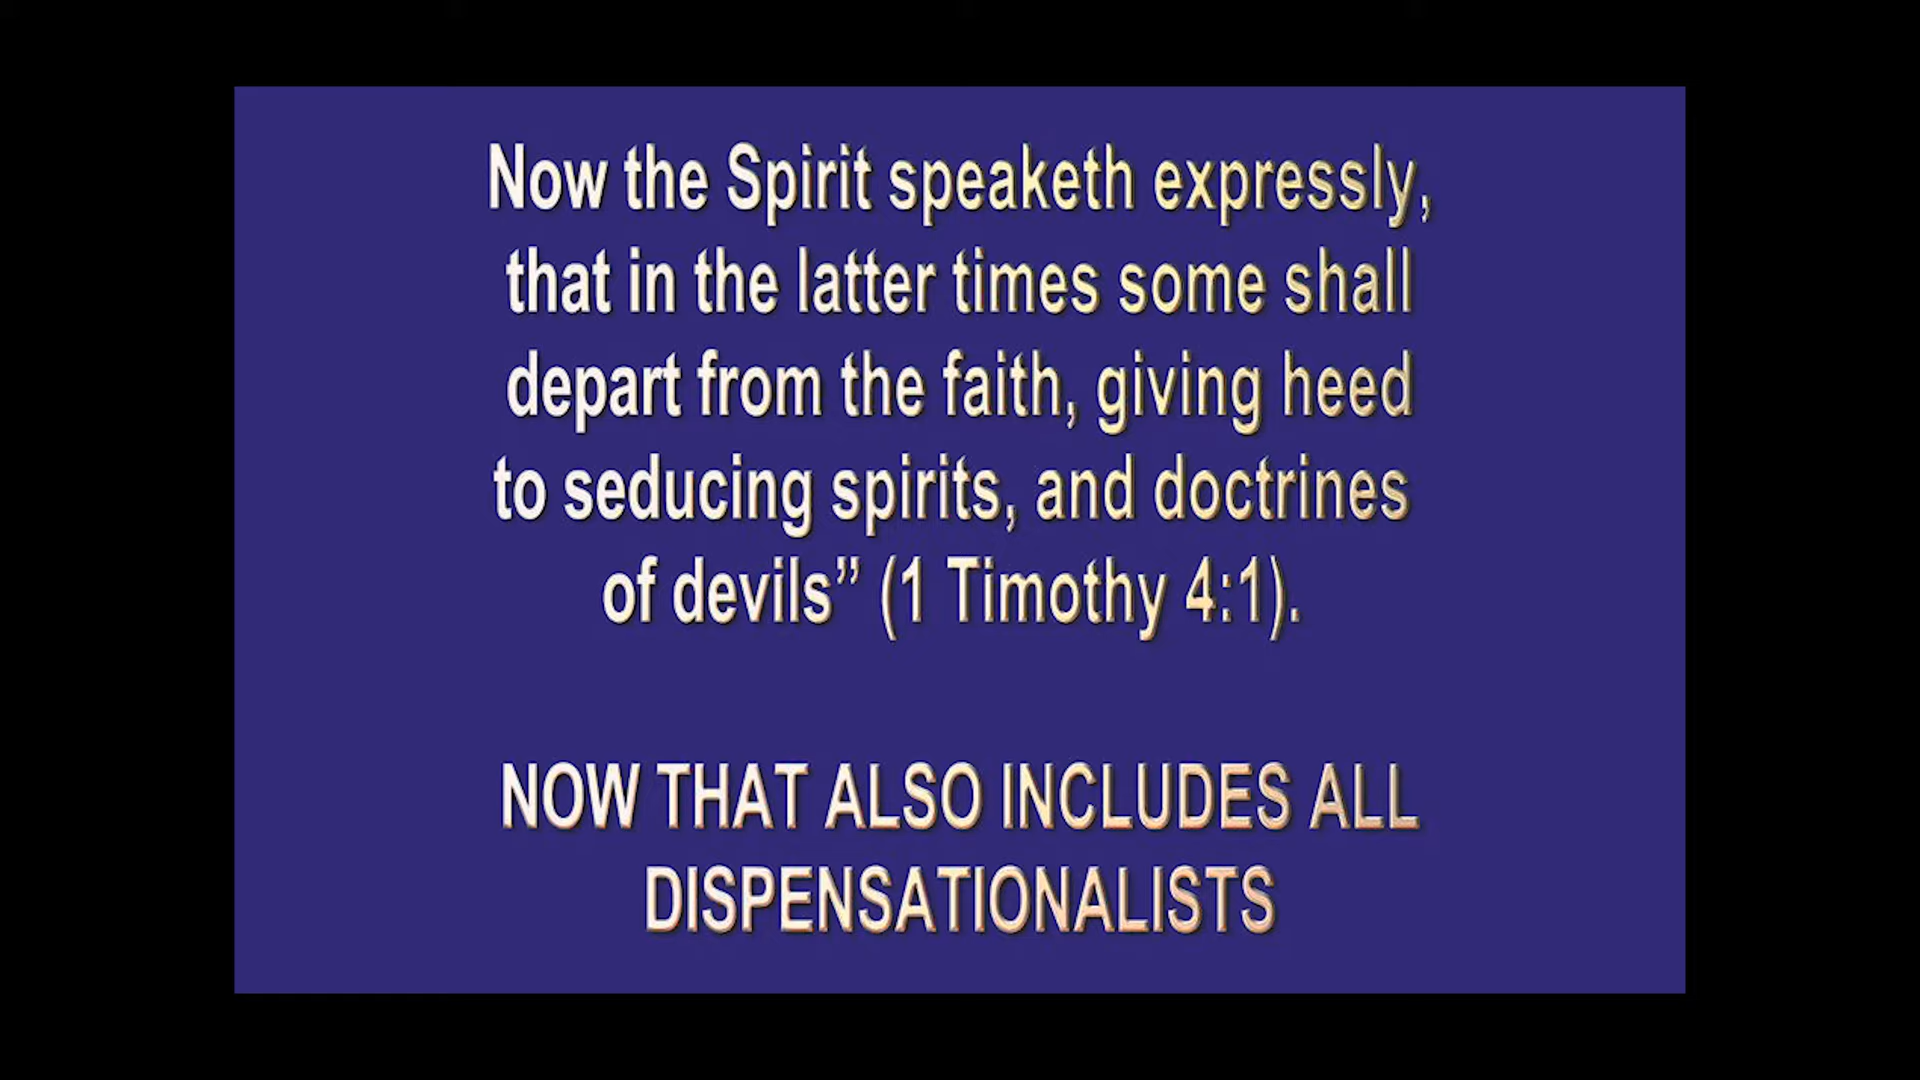 Now the Spirit speaketh expressly,
that in the latter times some shall
depart from the faith, giving heed
to seducing spirits, and doctrines
of devils” (1 Timothy 4:1).
NOW THAT ALSO INCLUDES ALL
DISPENSATIONALISTS